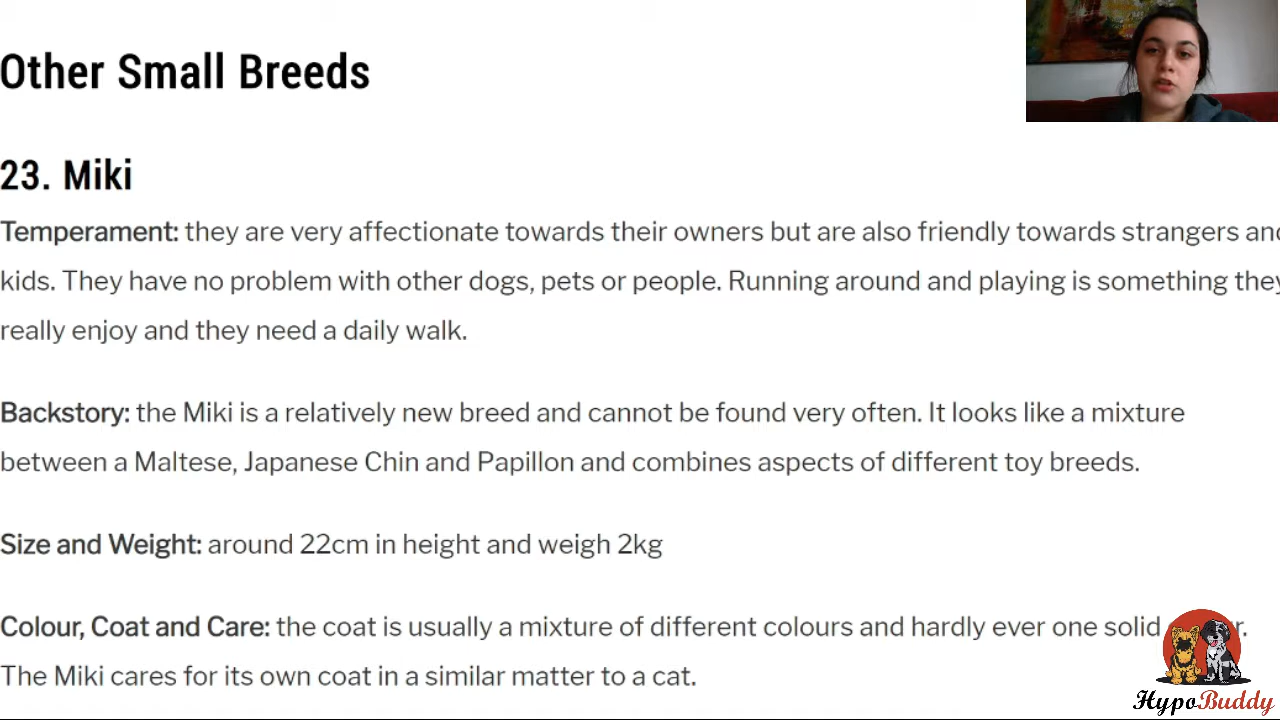 Other Small Breeds
23. Miki
Temperament: they are very affectionate towards their owners but are also friendly towards strangers and
kids. They have no problem with other dogs, pets or people. Running around and playing is something they
really enjoy and they need a daily walk.
Backstory: the Miki is a relatively new breed and cannot be found very often. It looks like a mixture
between a Maltese, Japanese Chin and Papillon and combines aspects of different toy breeds.
Size and Weight: around 22cm in height and weigh 2kg
Colour, Coat and Care: the coat is usually a mixture of different colours and hardly ever one solid
The Miki cares for its own coat in a similar matter to a cat.
HypoBuddy